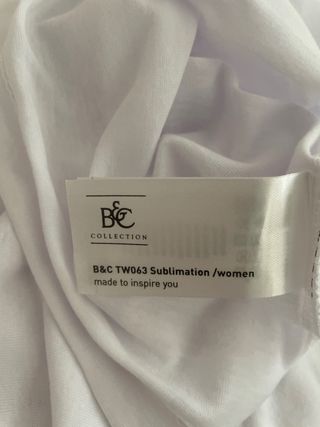 B&C
COLLECTION
B&C TW063 Sublimation /women
made to inspire you